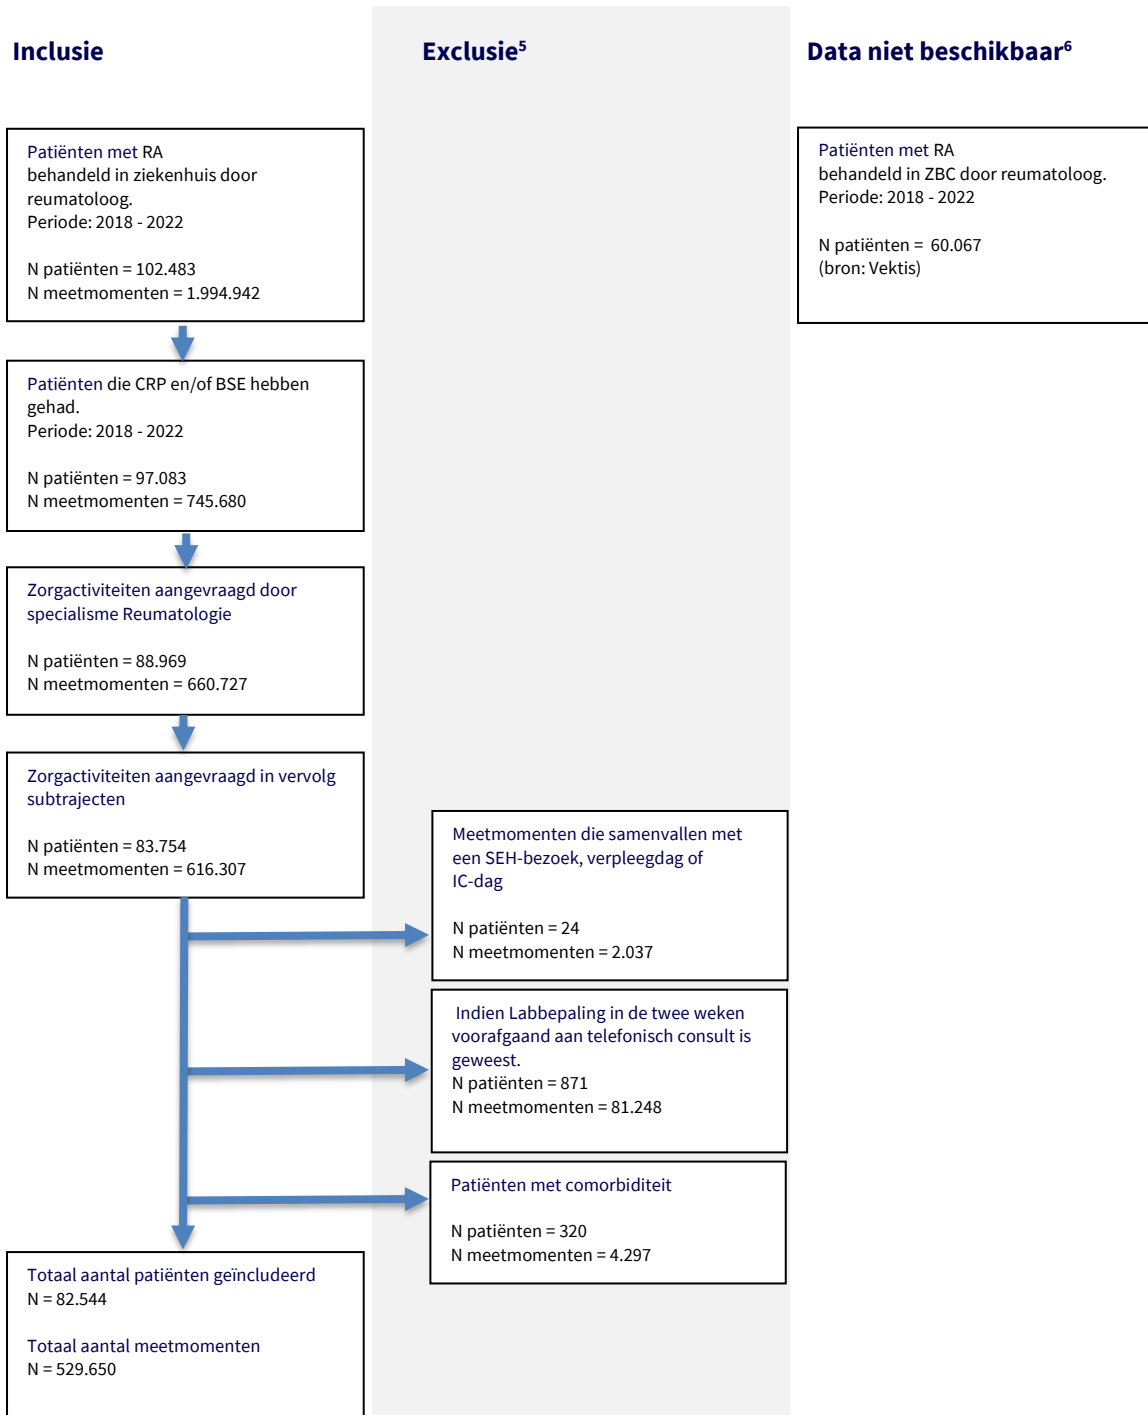 Inclusie
Exclusie⁵
Data niet beschikbaar⁶
Patiënten met RA
behandeld in ziekenhuis door
reumatoloog.
Periode: 2018 - 2022
N patiënten = 102.483
N meetmomenten = 1.994.942
Patiënten met RA
behandeld in ZBC door reumatoloog.
Periode: 2018 - 2022
N patiënten = 60.067
(bron: Vektis)
Patiënten die CRP en/of BSE hebben
gehad.
Periode: 2018 - 2022
N patiënten = 97.083
N meetmomenten = 745.680
Zorgactiviteiten aangevraagd door
specialisme Reumatologie
N patiënten = 88.969
N meetmomenten = 660.727
Zorgactiviteiten aangevraagd in vervolg
subtrajecten
N patiënten = 83.754
N meetmomenten = 616.307
Meetmomenten die samenvallen met
een SEH-bezoek, verpleegdag of
IC-dag
N patiënten = 24
N meetmomenten = 2.037
Indien Labbepaling in de twee weken
voorafgaand aan telefonisch consult is
geweest.
N patiënten = 871
N meetmomenten = 81.248
Patiënten met comorbiditeit
N patiënten = 320
N meetmomenten = 4.297
Totaal aantal patiënten geïncludeerd
N = 82.544
Totaal aantal meetmomenten
N = 529.650